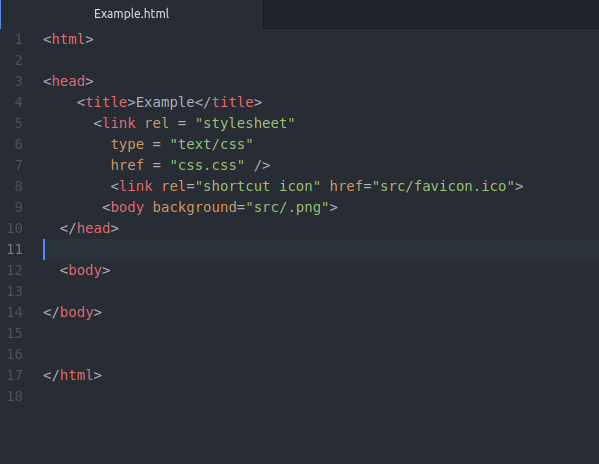 Example.html
1 <html>
2
3 <head>
4     <title>Example</title>
5       <link rel = "stylesheet"
6         type = "text/css"
7         href = "css.css" />
8         <link rel="shortcut icon" href="src/favicon.ico">
9        <body background="src/.png">
10   </head>
11
12   <body>
13
14 </body>
15
16
17 </html>
18